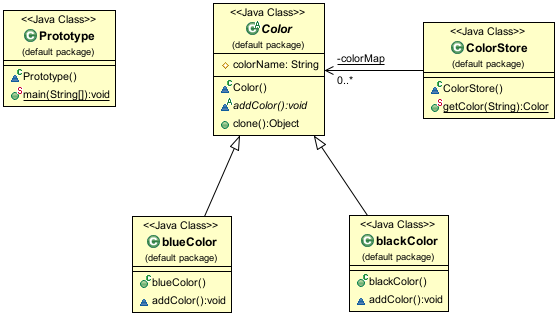 <<Java Class>>
Prototype
(default package)
Prototype()
main(String[]):void
<<Java Class>>
Color
(default package)
colorName: String
Color()
addColor():void
clone():Object
-colorMap
0..*
<<Java Class>>
ColorStore
(default package)
ColorStore()
getColor(String):Color
<<Java Class>>
blueColor
(default package)
blueColor()
addColor():void
<<Java Class>>
blackColor
(default package)
blackColor()
addColor():void